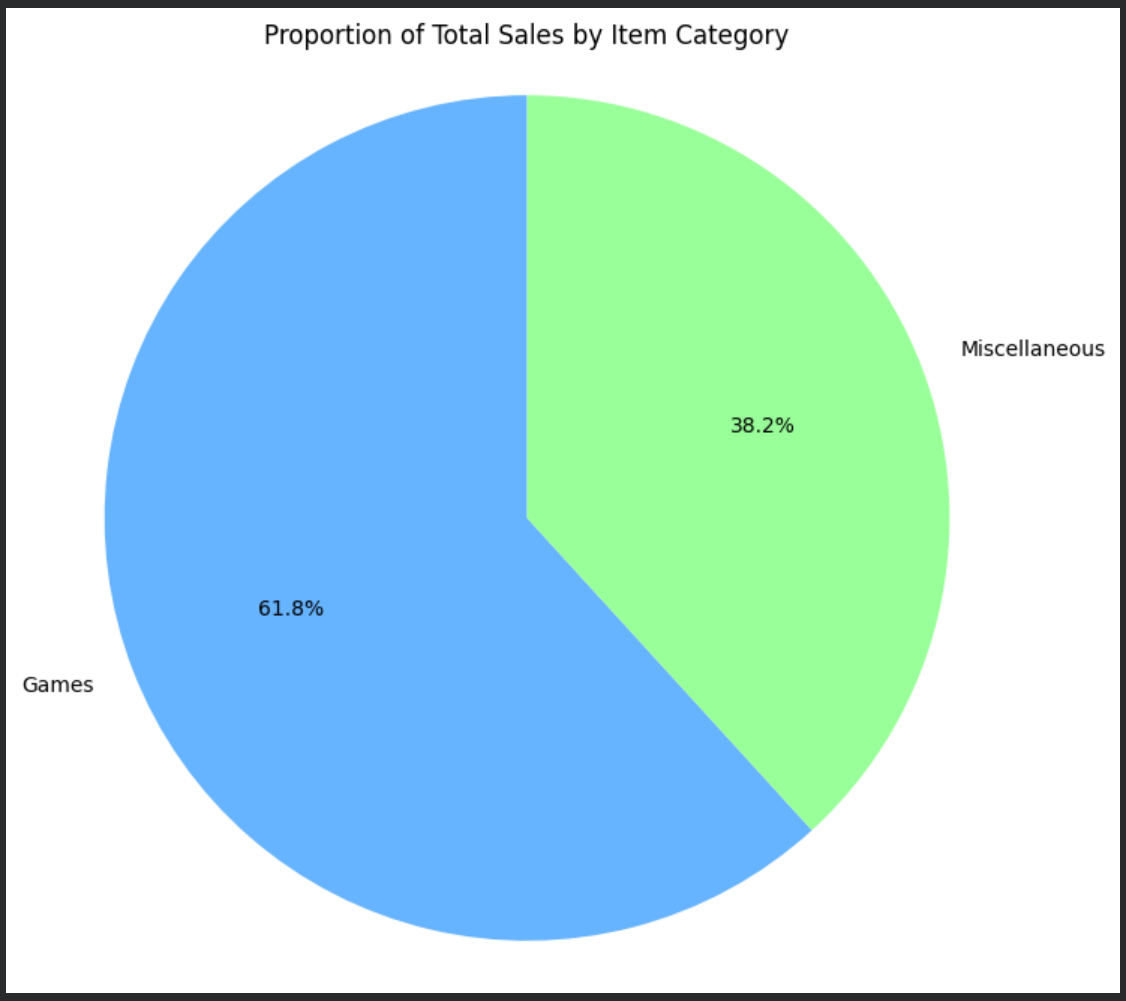 Proportion of Total Sales by Item Category
Miscellaneous
38.2%
61.8%
Games